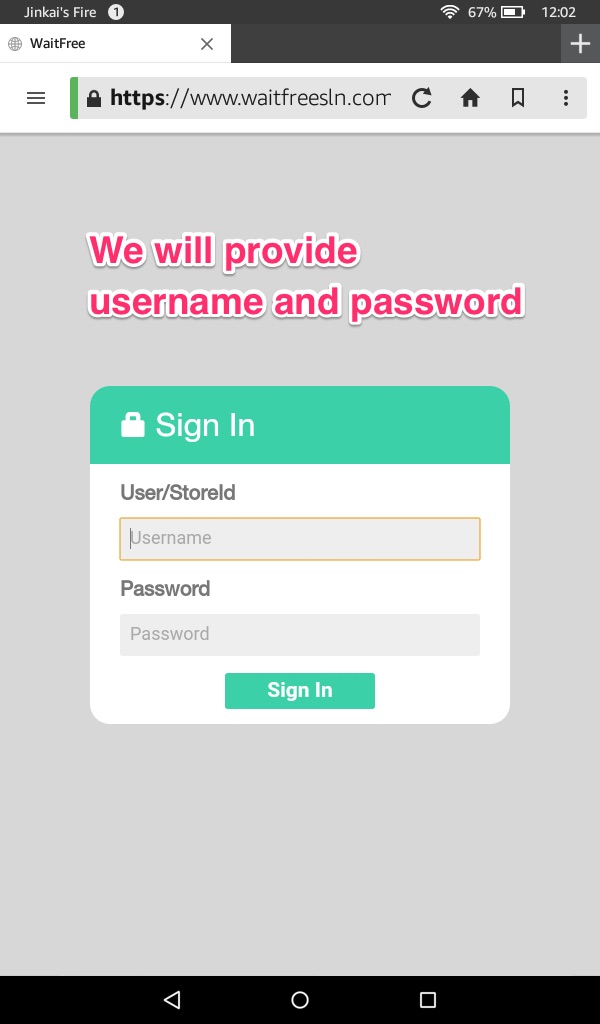 Jinkai's Fire 1 67% 12:02
WaitFree
https://www.waitfreesln.com
We will provide
username and password
Sign In
User/StoreId
Username
Password
Password
Sign In